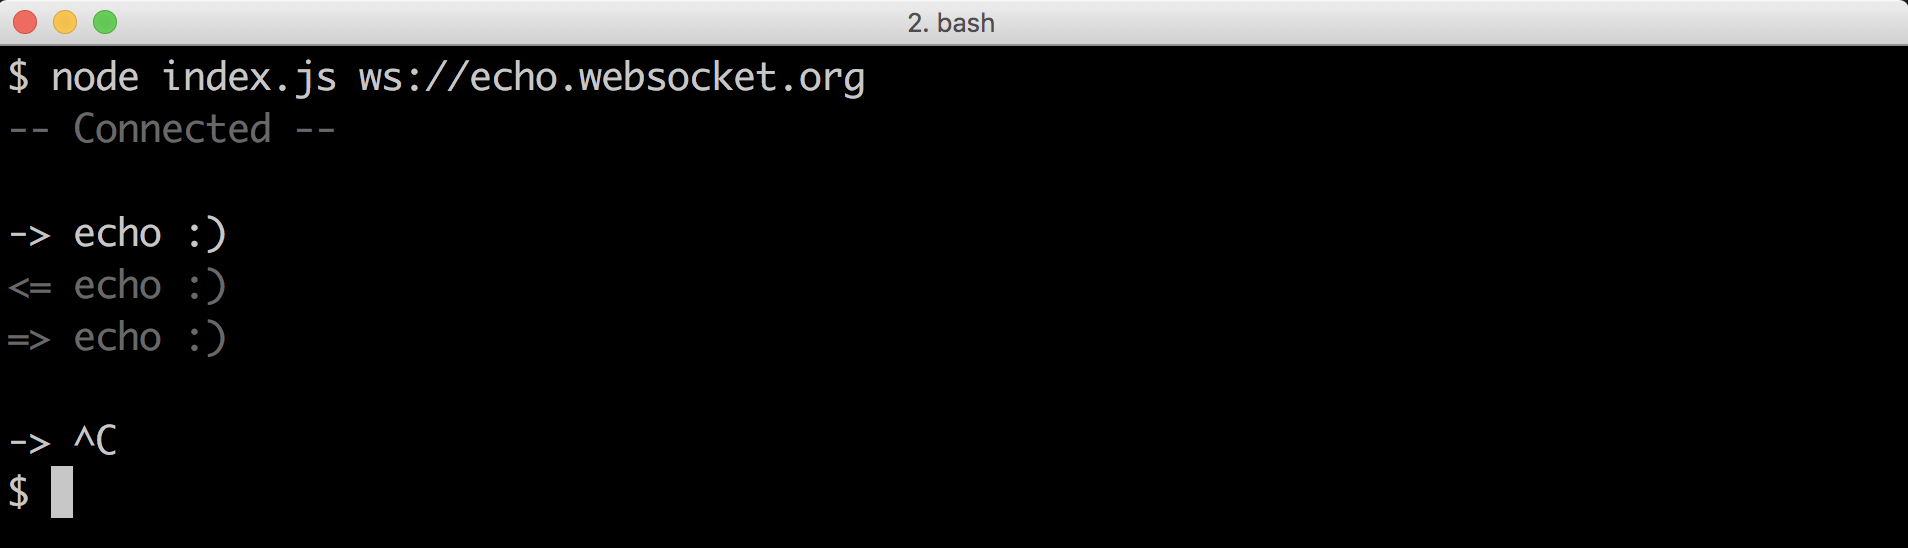 2. bash
$ node index.js ws://echo.websocket.org
-- Connected --
-> echo :)
<= echo :)
=> echo :)
-> ^C
$